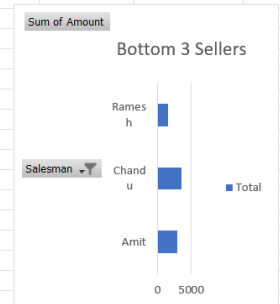 Sum of Amount
Bottom 3 Sellers
Rames
h
Salesman
Chand
u
Total
Amit
0 5000